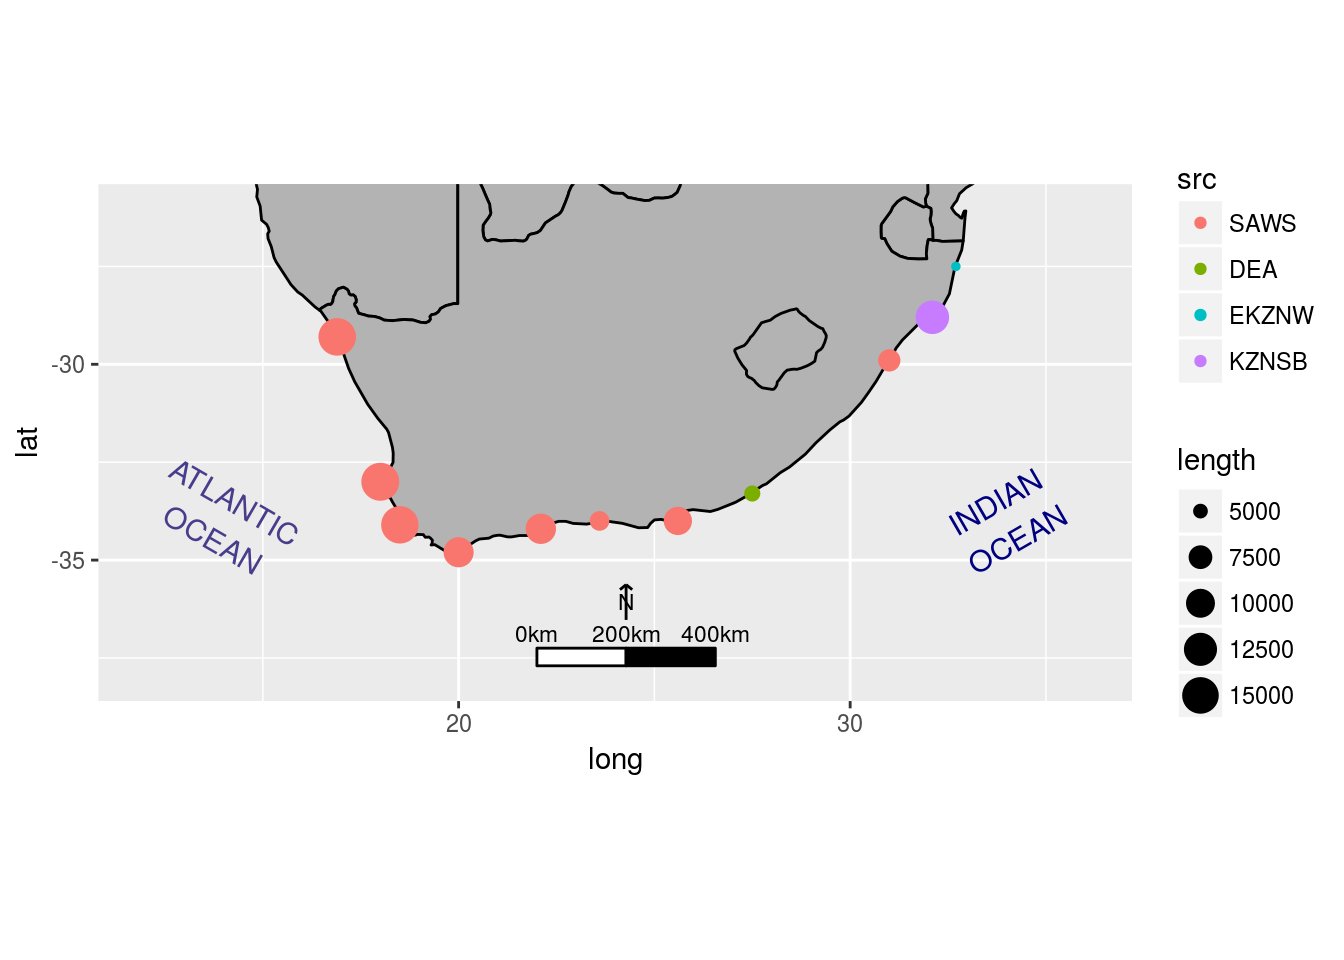 src
SAWS
DEA
EKZNW
KZNSB
length
5000
7500
10000
12500
15000
lat
-30
-35
ATLANTIC
OCEAN
INDIAN
OCEAN
N
0km 200km 400km
20 30
long